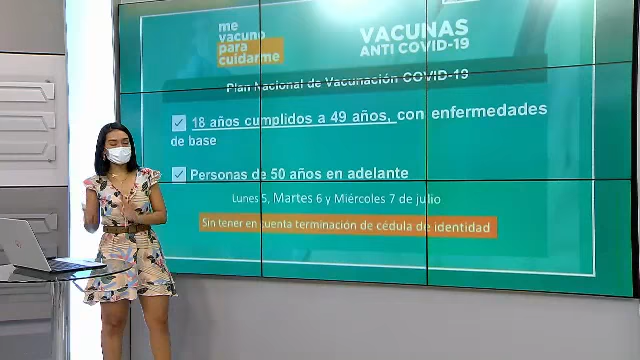 me
vacuno
para
cuidarme
VACUNAS
ANTI COVID-19
Plan Nacional de Vacunación COVID-19
18 años cumplidos a 49 años, con enfermedades
de base
Personas de 50 años en adelante
Lunes 5, Martes 6 y Miércoles 7 de julio
Sin tener en cuenta terminación de cédula de identidad